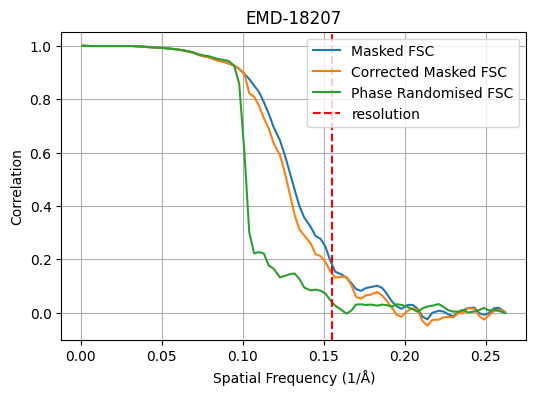 EMD-18207
Masked FSC
Corrected Masked FSC
Phase Randomised FSC
resolution
Correlation
1.0
0.8
0.6
0.4
0.2
0.0
0.00 0.05 0.10 0.15 0.20 0.25
Spatial Frequency (1/Å)